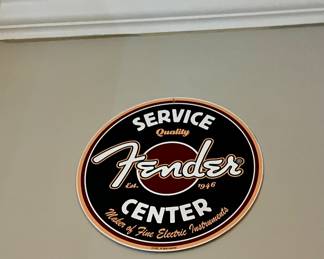 SERVICE
Quality
Fender®
Est. 1946
CENTER
Maker of Fine Electric Instruments